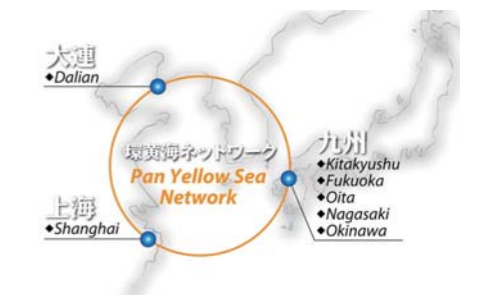 大連
◆Dalian
環黄海ネットワーク
Pan Yellow Sea
Network
九州
◆Kitakyushu
◆Fukuoka
◆Oita
◆Nagasaki
◆Okinawa
上海
◆Shanghai